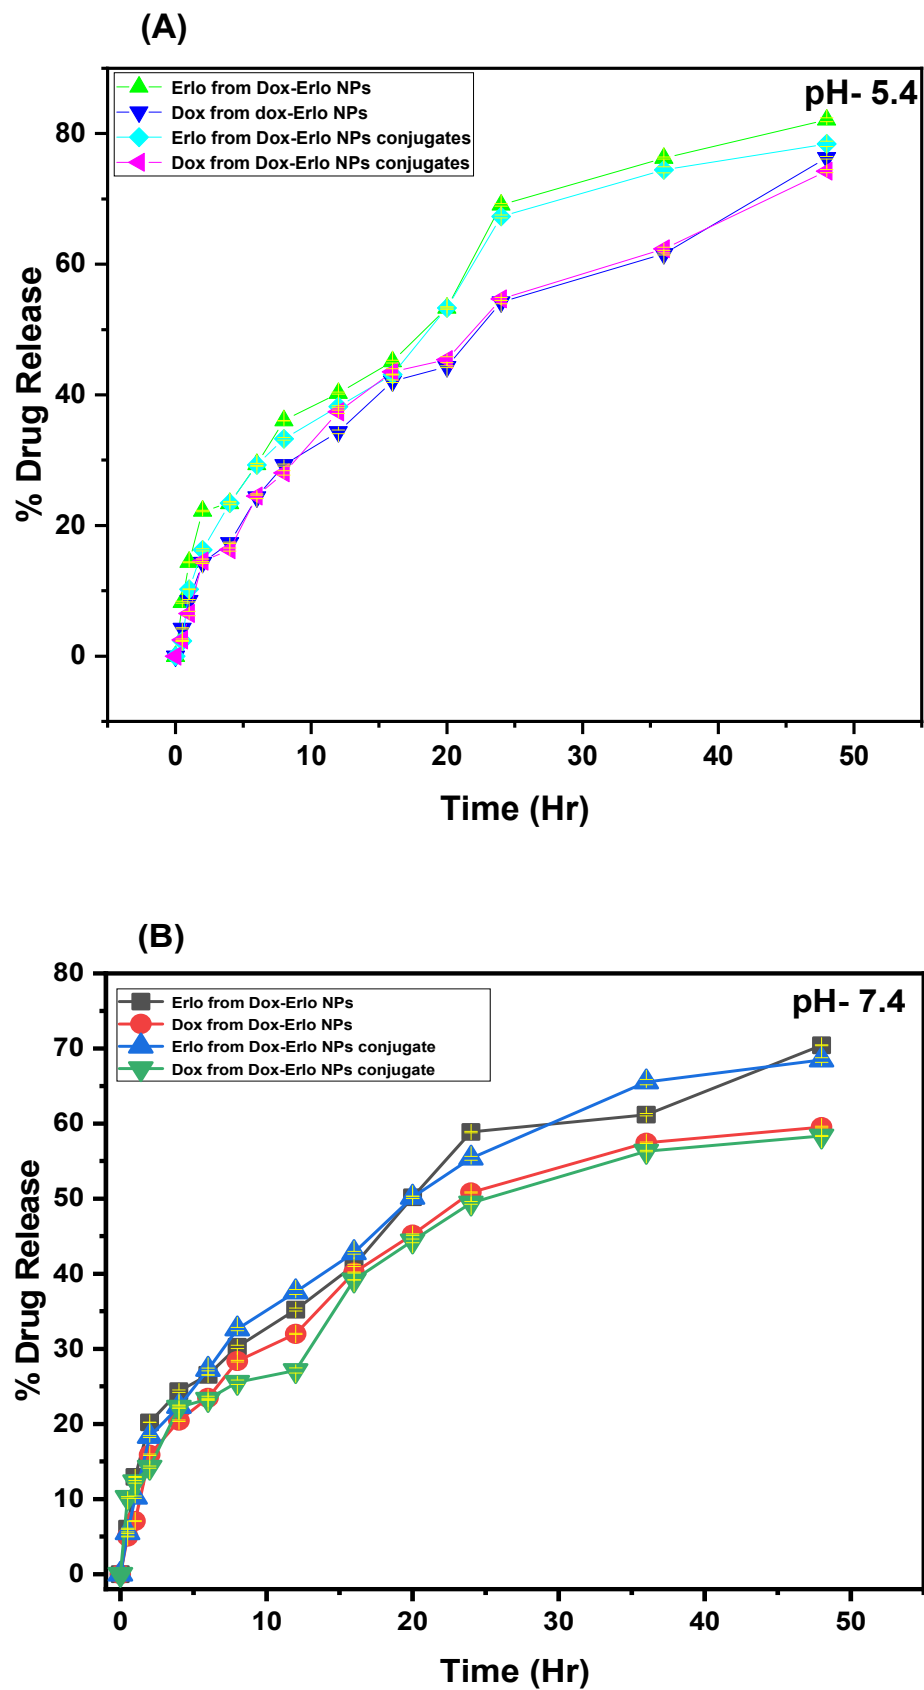 (A)
Erlo from Dox-Erlo NPs
Dox from dox-Erlo NPs
Erlo from Dox-Erlo NPs conjugates
Dox from Dox-Erlo NPs conjugates
pH- 5.4
80
60
40
20
0
% Drug Release
0 10 20 30 40 50
Time (Hr)
(B)
Erlo from Dox-Erlo NPs
Dox from Dox-Erlo NPs
Erlo from Dox-Erlo NPs conjugate
Dox from Dox-Erlo NPs conjugate
pH- 7.4
80
70
60
50
40
30
20
10
0
% Drug Release
0 10 20 30 40 50
Time (Hr)